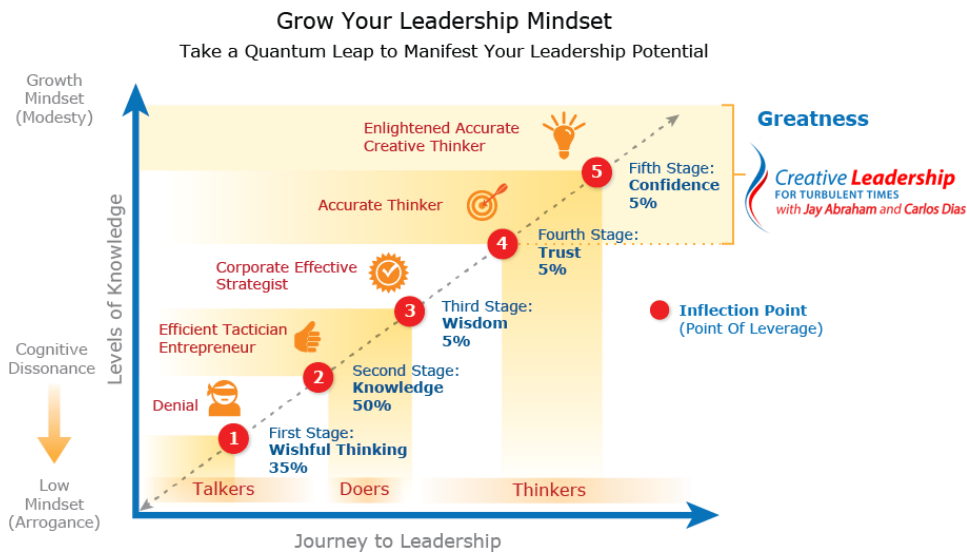 Grow Your Leadership Mindset
Take a Quantum Leap to Manifest Your Leadership Potential
Growth
Mindset
(Modesty)
Levels of Knowledge
Cognitive
Dissonance
Low
Mindset
(Arrogance)
Enlightened Accurate
Creative Thinker
5
Fifth Stage:
Confidence
5%
Accurate Thinker
4
Fourth Stage:
Trust
5%
Corporate Effective
Strategist
3
Third Stage:
Wisdom
5%
Efficient Tactician
Entrepreneur
2
Second Stage:
Knowledge
50%
Denial
1
First Stage:
Wishful Thinking
35%
Talkers
Doers
Thinkers
Journey to Leadership
Greatness
Creative Leadership
FOR TURBULENT TIMES
with Jay Abraham and Carlos Dias
Inflection Point
(Point Of Leverage)